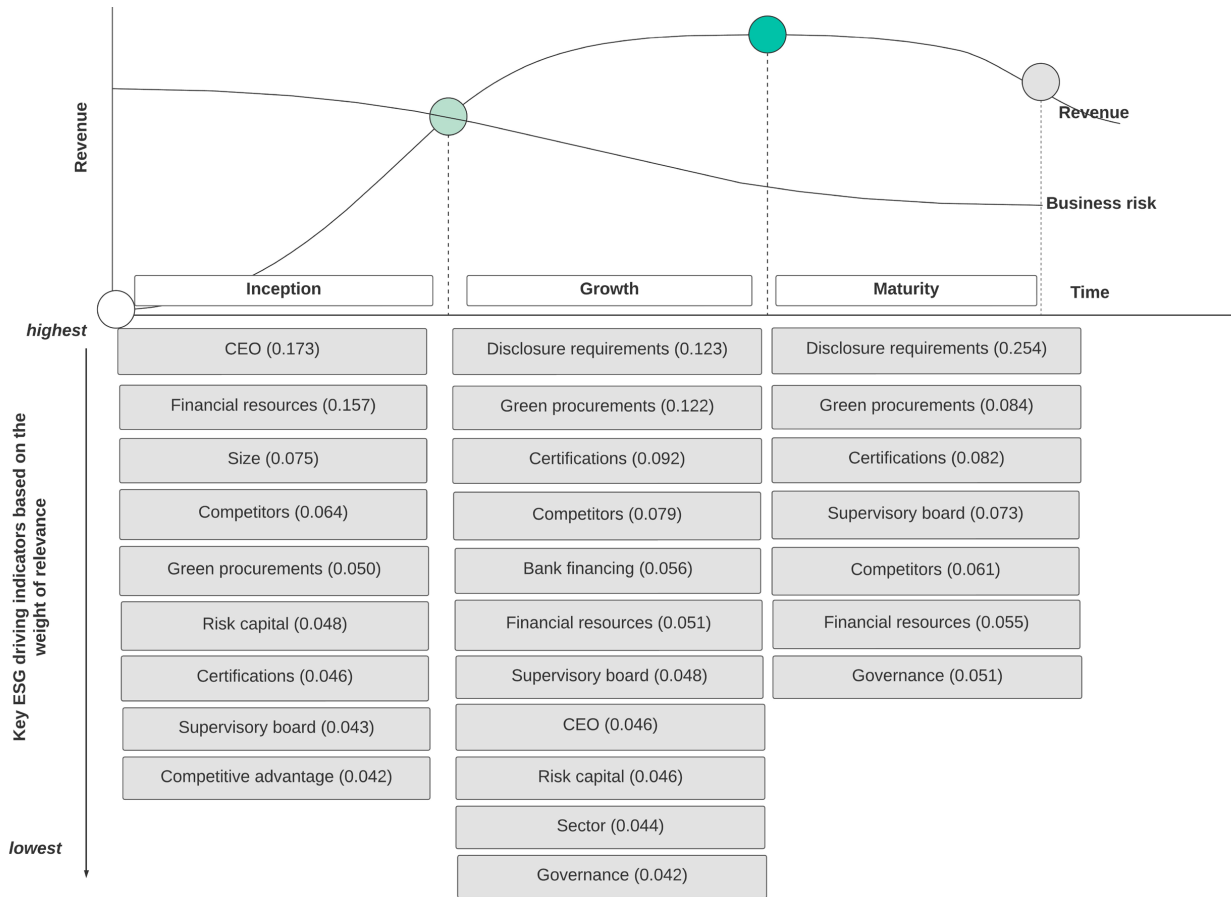 Revenue
Revenue
Business risk
Inception
Growth
Maturity
Time
highest
Key ESG driving indicators based on the
weight of relevance
lowest
CEO (0.173)
Financial resources (0.157)
Size (0.075)
Competitors (0.064)
Green procurements (0.050)
Risk capital (0.048)
Certifications (0.046)
Supervisory board (0.043)
Competitive advantage (0.042)
Disclosure requirements (0.123)
Green procurements (0.122)
Certifications (0.092)
Competitors (0.079)
Bank financing (0.056)
Financial resources (0.051)
Supervisory board (0.048)
CEO (0.046)
Risk capital (0.046)
Sector (0.044)
Governance (0.042)
Disclosure requirements (0.254)
Green procurements (0.084)
Certifications (0.082)
Supervisory board (0.073)
Competitors (0.061)
Financial resources (0.055)
Governance (0.051)